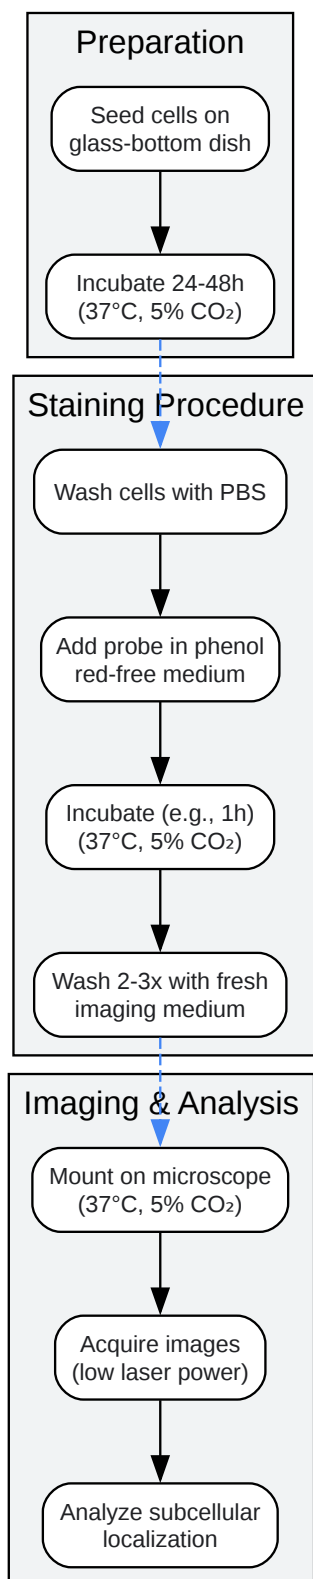 Preparation
Seed cells on
glass-bottom dish
Incubate 24-48h
(37°C, 5% CO₂)
Staining Procedure
Wash cells with PBS
Add probe in phenol
red-free medium
Incubate (e.g., 1h)
(37°C, 5% CO₂)
Wash 2-3x with fresh
imaging medium
Imaging & Analysis
Mount on microscope
(37°C, 5% CO₂)
Acquire images
(low laser power)
Analyze subcellular
localization